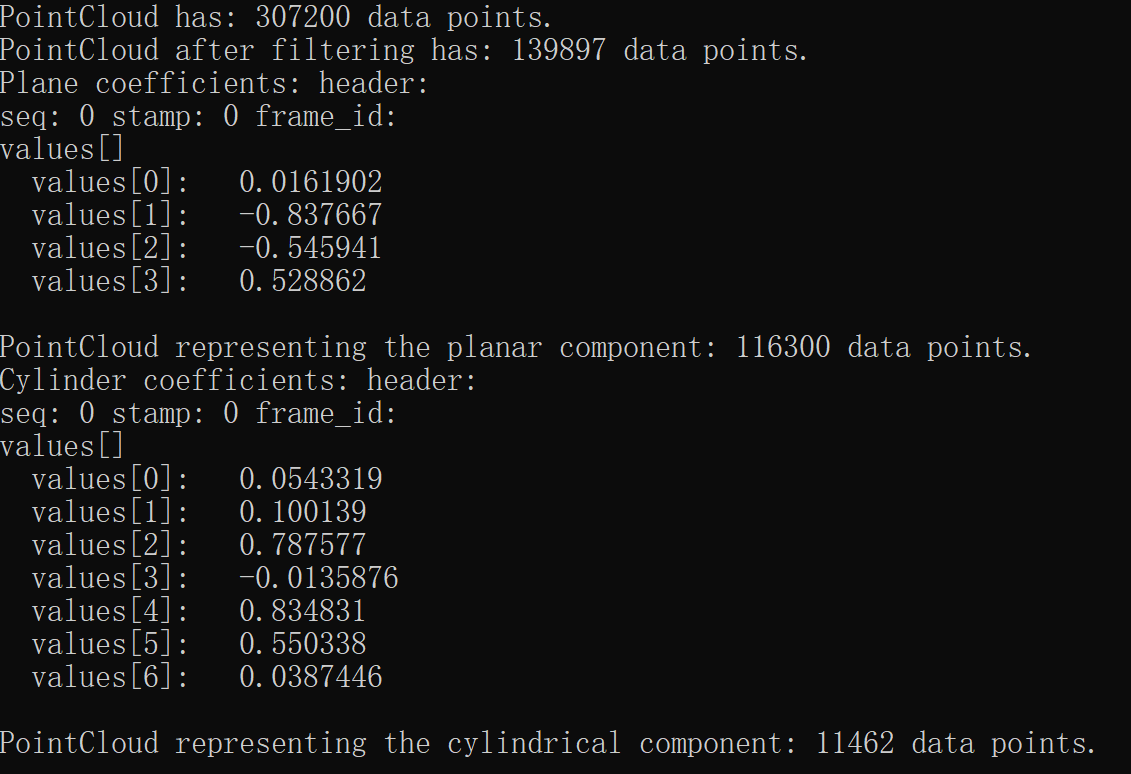 PointCloud has: 307200 data points.
PointCloud after filtering has: 139897 data points.
Plane coefficients: header:
seq: 0 stamp: 0 frame_id:
values[]
  values[0]:   0.0161902
  values[1]:   -0.837667
  values[2]:   -0.545941
  values[3]:   0.528862

PointCloud representing the planar component: 116300 data points.
Cylinder coefficients: header:
seq: 0 stamp: 0 frame_id:
values[]
  values[0]:   0.0543319
  values[1]:   0.100139
  values[2]:   0.787577
  values[3]:   -0.0135876
  values[4]:   0.834831
  values[5]:   0.550338
  values[6]:   0.0387446

PointCloud representing the cylindrical component: 11462 data points.